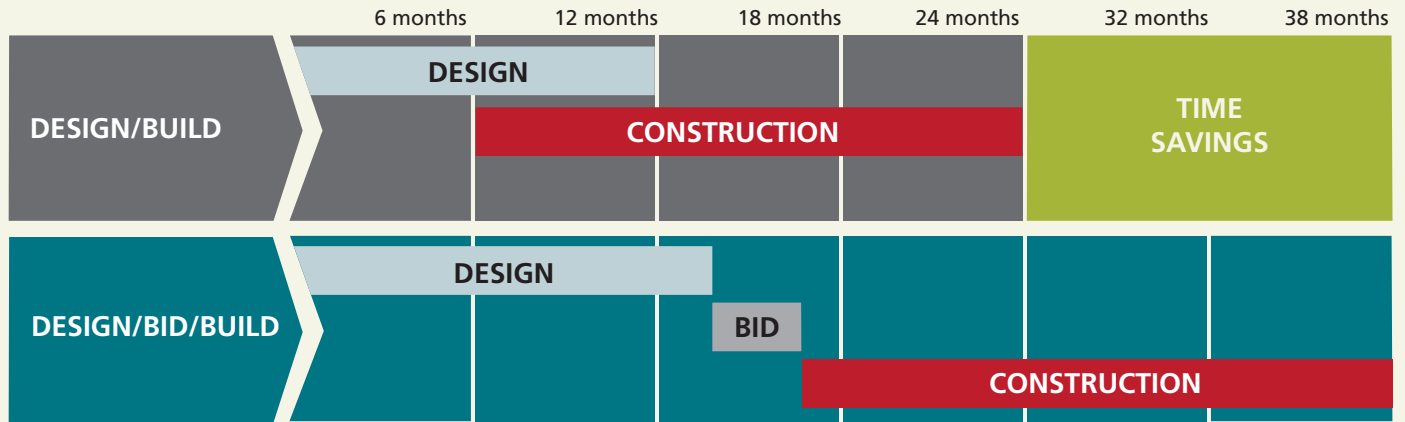 6 months 12 months 18 months 24 months 32 months 38 months
DESIGN/BUILD
DESIGN
CONSTRUCTION
TIME
SAVINGS
DESIGN/BID/BUILD
DESIGN
BID
CONSTRUCTION